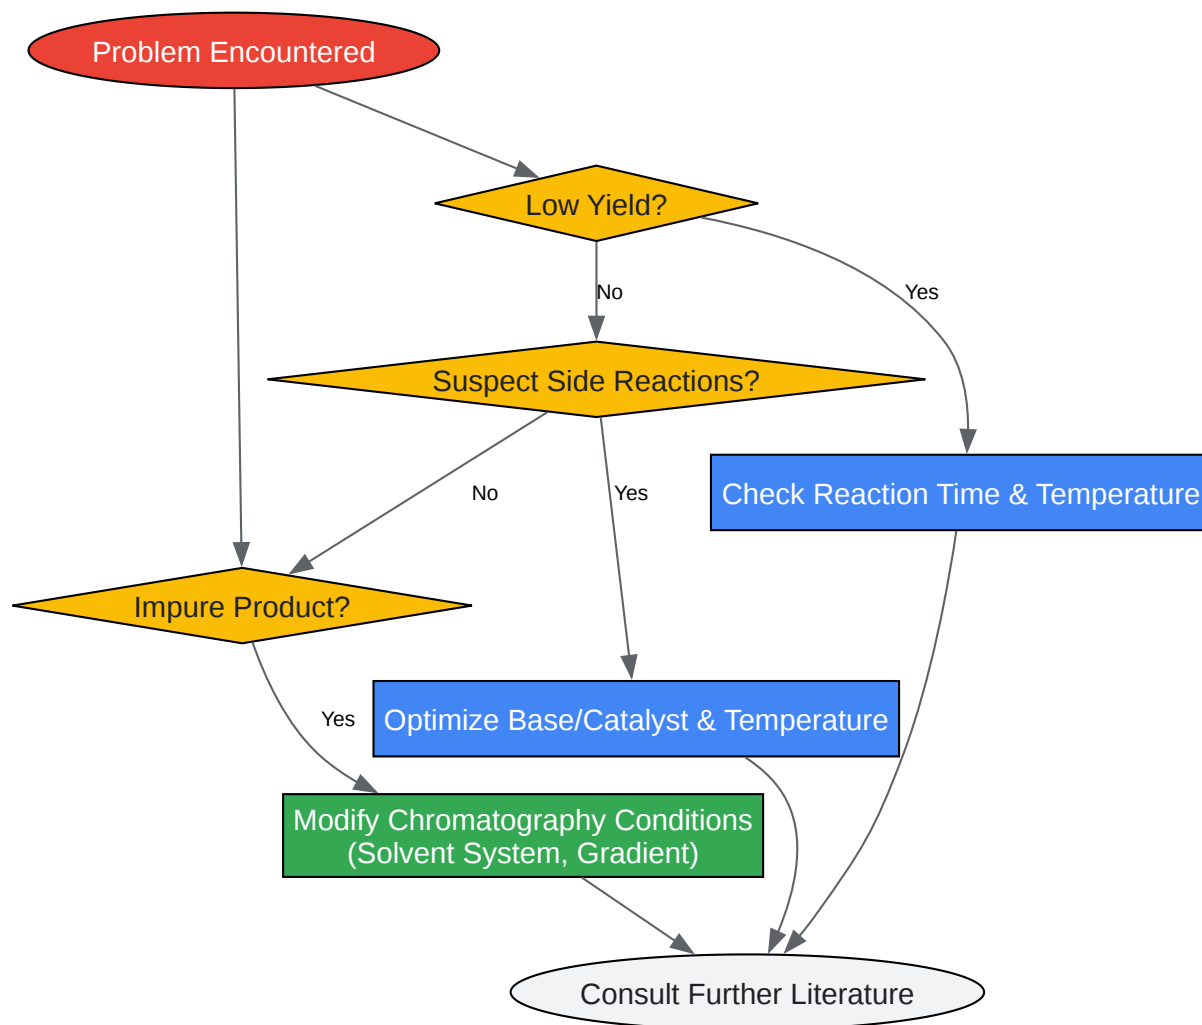 Problem Encountered
Low Yield?
No
Yes
Suspect Side Reactions?
Check Reaction Time & Temperature
No
Yes
Impure Product?
Yes
Optimize Base/Catalyst & Temperature
Modify Chromatography Conditions
(Solvent System, Gradient)
Consult Further Literature